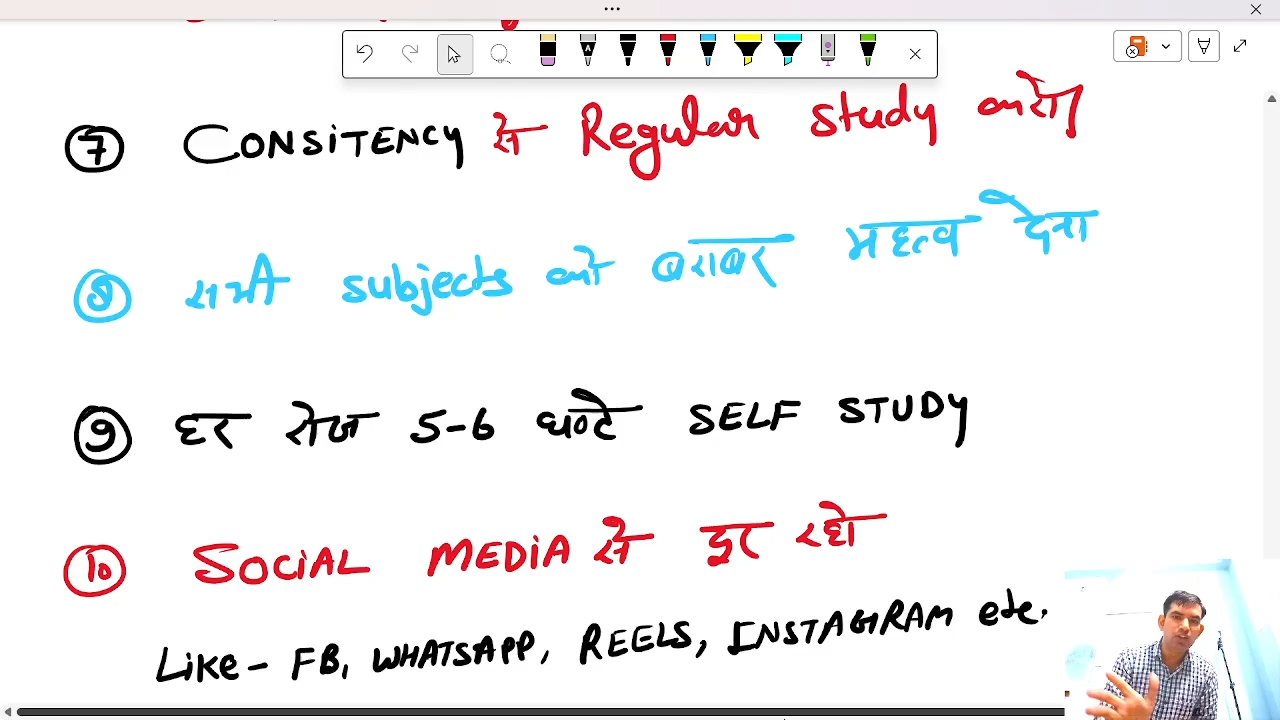 7 CONSITENCY से Regular study करो
8 सभी subjects को बराबर महत्व देना
9 हर रोज 5-6 घण्टे SELF STUDY
10 SOCIAL MEDIA से दूर रहो
Like - FB, WHATSAPP, REELS, INSTAGRAM etc.